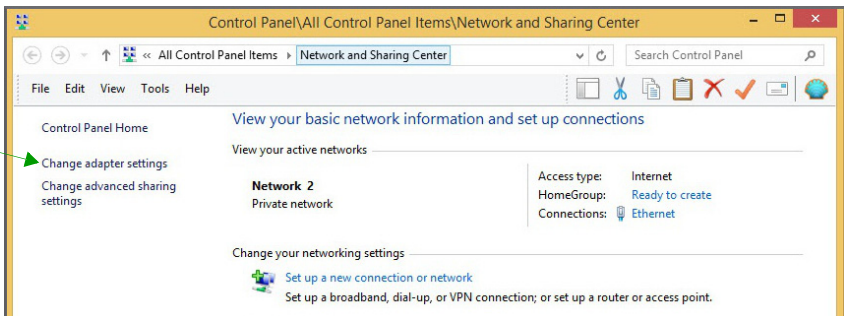 Control Panel\All Control Panel Items\Network and Sharing Center
« All Control Panel Items ▸ Network and Sharing Center
Search Control Panel
File Edit View Tools Help
Control Panel Home
Change adapter settings
Change advanced sharing
settings
View your basic network information and set up connections
View your active networks
Network 2
Private network
Access type: Internet
HomeGroup: Ready to create
Connections: Ethernet
Change your networking settings
Set up a new connection or network
Set up a broadband, dial-up, or VPN connection; or set up a router or access point.